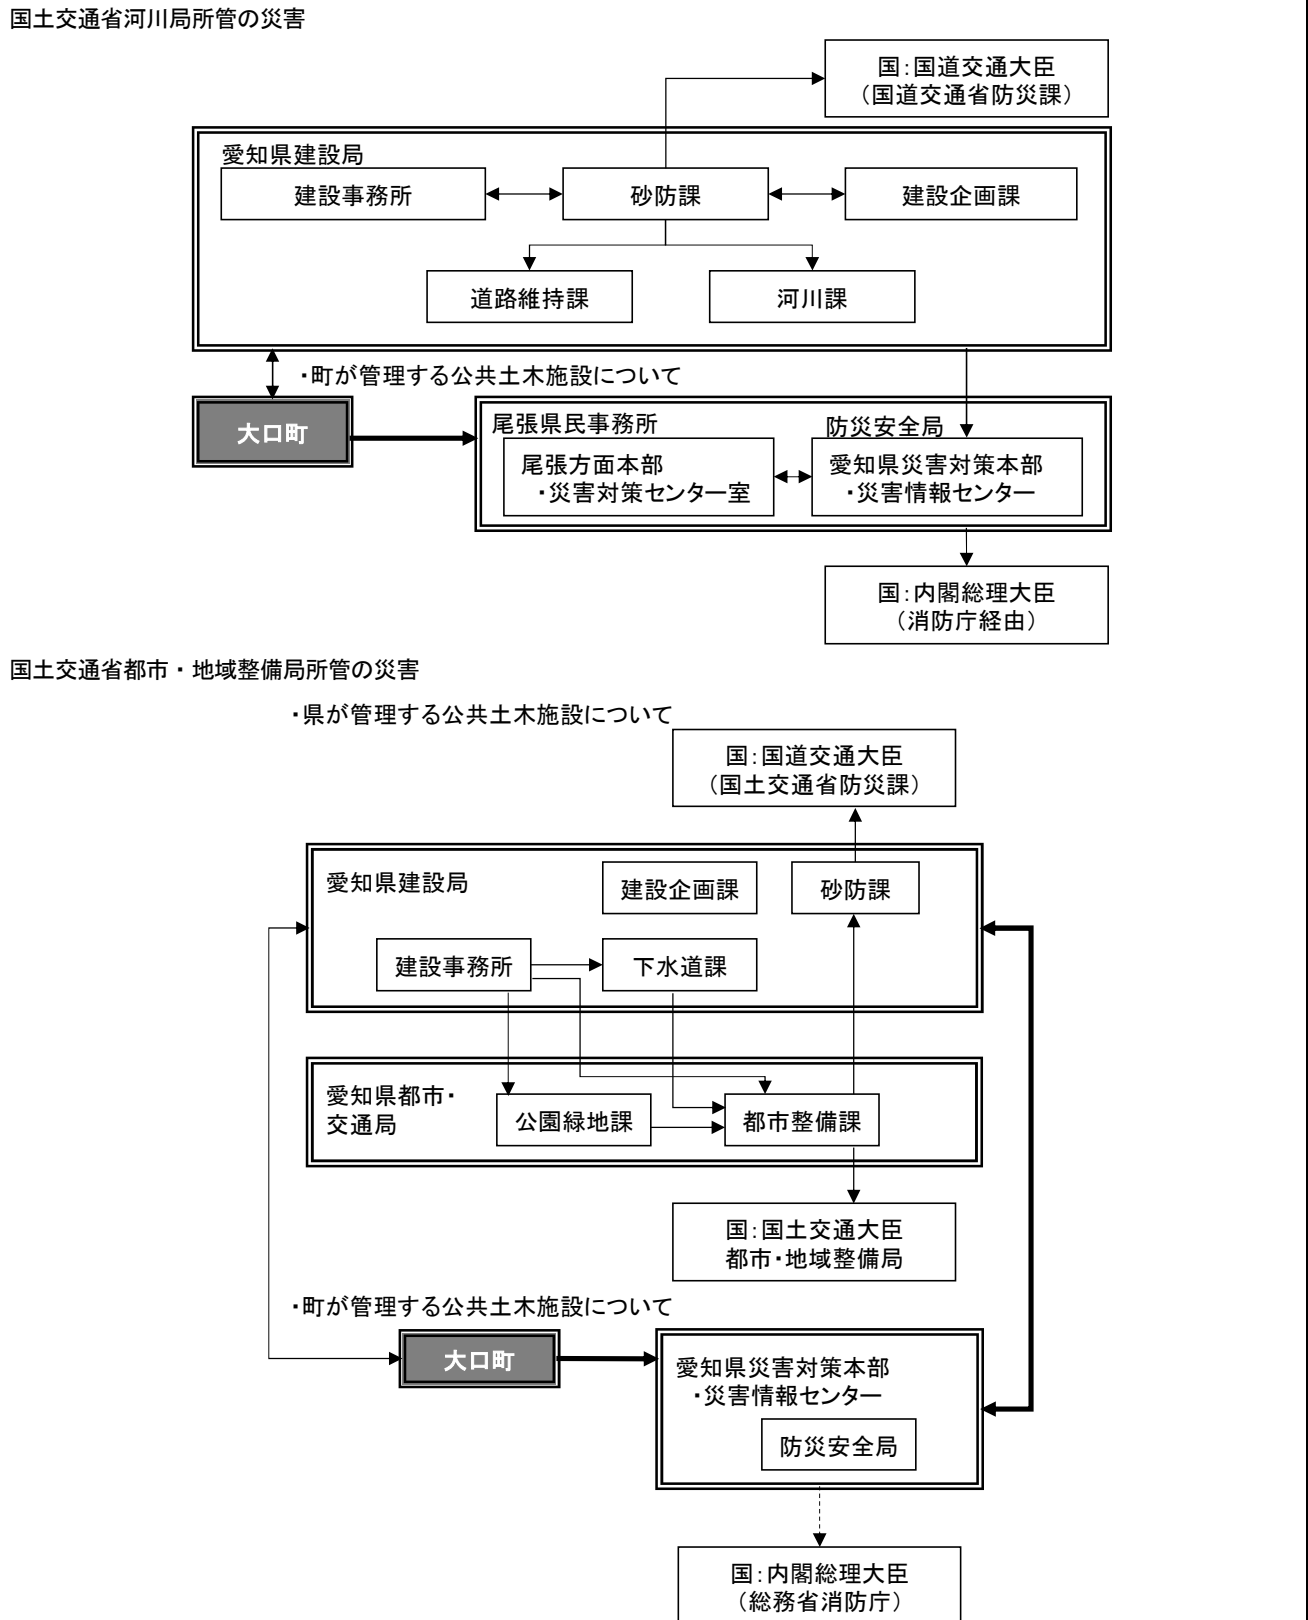 国土交通省河川局所管の災害
国：国道交通大臣
（国道交通省防災課）
愛知県建設局
建設事務所
砂防課
建設企画課
道路維持課
河川課
・町が管理する公共土木施設について
大口町
尾張県民事務所
防災安全局
尾張方面本部
・災害対策センター室
愛知県災害対策本部
・災害情報センター
国：内閣総理大臣
（消防庁経由）
国土交通省都市・地域整備局所管の災害
・県が管理する公共土木施設について
国：国道交通大臣
（国土交通省防災課）
愛知県建設局
建設企画課
砂防課
建設事務所
下水道課
愛知県都市・
交通局
公園緑地課
都市整備課
国：国土交通大臣
都市・地域整備局
・町が管理する公共土木施設について
大口町
愛知県災害対策本部
・災害情報センター
防災安全局
国：内閣総理大臣
（総務省消防庁）